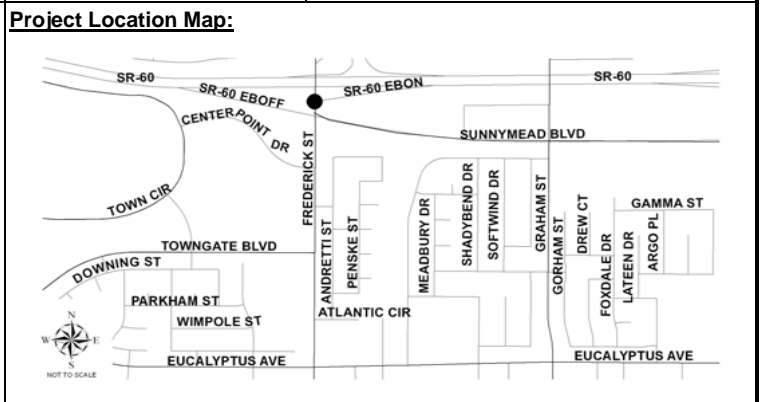 Project Location Map:
SR-60
SR-60
SR-60 EBOFF
SR-60 EBON
CENTERPOINT DR
SUNNYMEAD BLVD
FREDERICK ST
TOWN CIR
ANDRETTI ST
PENSKE ST
MEADBURY DR
SHADYBEND DR
SOFTWIND DR
GRAHAM ST
GORHAM ST
DREW CT
GAMMA ST
FOXDALE DR
LATEEN DR
ARGO PL
TOWNGATE BLVD
DOWNING ST
PARKHAM ST
WIMPOLE ST
ATLANTIC CIR
EUCALYPTUS AVE
EUCALYPTUS AVE
N
W
E
S
NOT TO SCALE